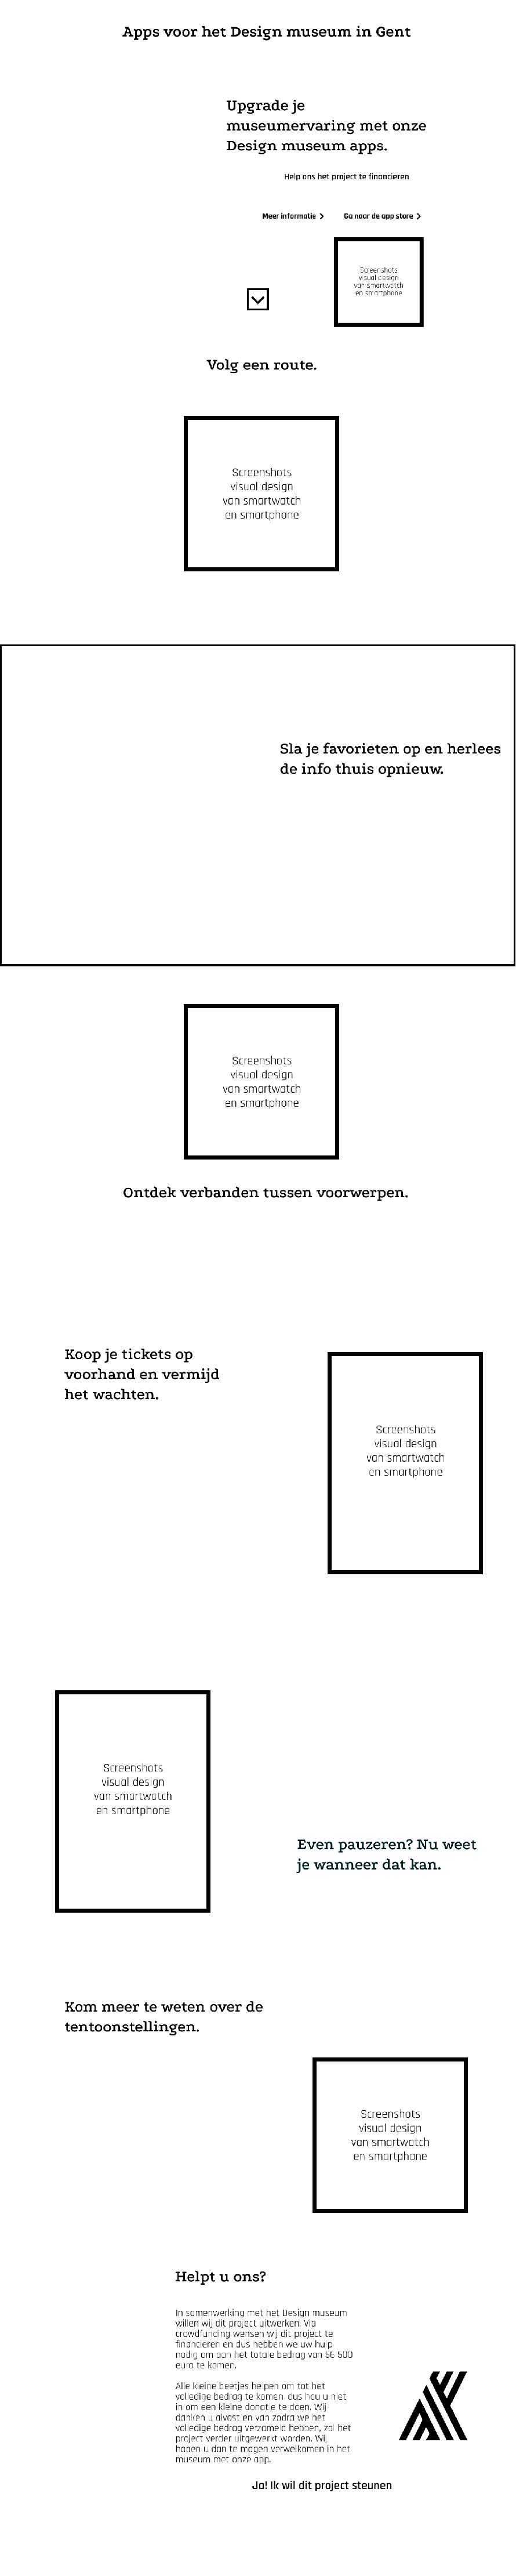 Apps voor het Design museum in Gent
Upgrade je
museumervaring met onze
Design museum apps.
Help ons het project te financieren
Meer informatie
Ga naar de app store
Screenshots
visual design
van smartwatch
en smartphone
Volg een route.
Screenshots
visual design
van smartwatch
en smartphone
Sla je favorieten op en herlees
de info thuis opnieuw.
Screenshots
visual design
van smartwatch
en smartphone
Ontdek verbanden tussen voorwerpen.
Koop je tickets op
voorhand en vermijd
het wachten.
Screenshots
visual design
van smartwatch
en smartphone
Screenshots
visual design
van smartwatch
en smartphone
Even pauzeren? Nu weet
je wanneer dat kan.
Kom meer te weten over de
tentoonstellingen.
Screenshots
visual design
van smartwatch
en smartphone
Helpt u ons?
In samenwerking met het Design museum
willen wij dit project uitwerken. Via
crowdfunding wensen wij dit project te
financieren en dus hebben we uw hulp
nodig om aan het totale bedrag van 56 500
euro te komen.
Alle kleine beetjes helpen om tot het
volledige bedrag te komen, dus hou u niet
in om een kleine donatie te doen. Wij
danken u alvast en van zodra we het
volledige bedrag verzameld hebben, zal het
project verder uitgewerkt worden. Wij
hopen u dan te mogen verwelkomen in het
museum met onze app.
Ja! Ik wil dit project steunen